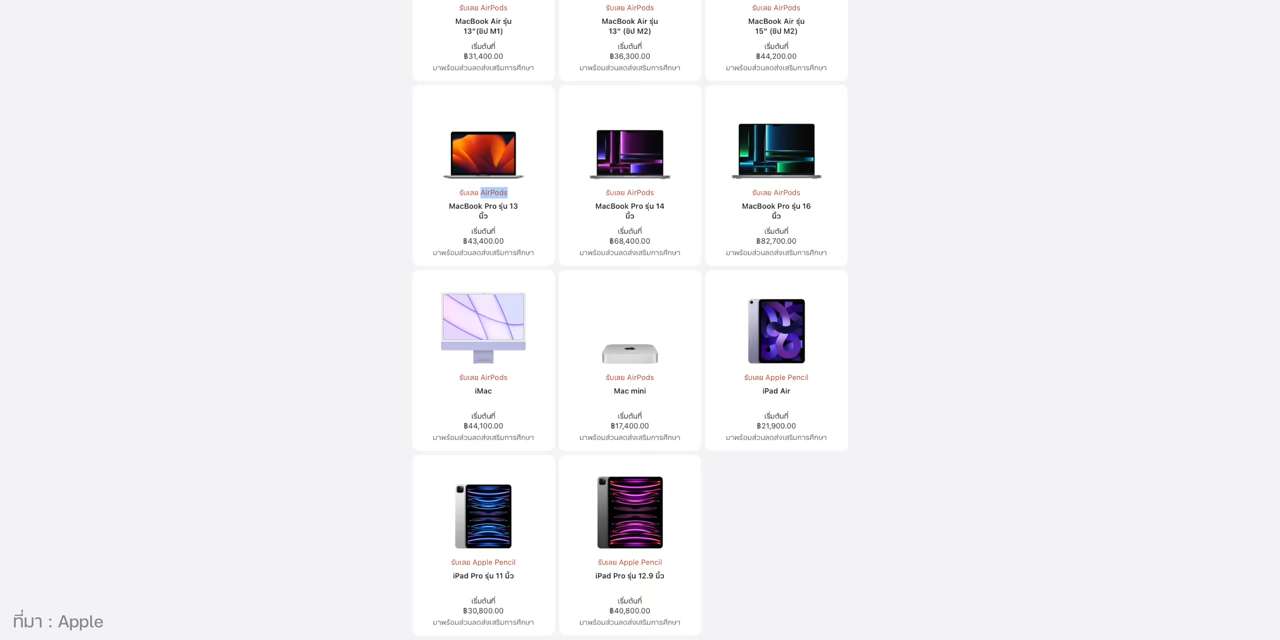 รับเลย AirPods
MacBook Air รุ่น
13"(ชิป M1)
เริ่มต้นที่
฿31,400.00
มาพร้อมส่วนลดส่งเสริมการศึกษา
รับเลย AirPods
MacBook Air รุ่น
13" (ชิป M2)
เริ่มต้นที่
฿36,300.00
มาพร้อมส่วนลดส่งเสริมการศึกษา
รับเลย AirPods
MacBook Air รุ่น
15" (ชิป M2)
เริ่มต้นที่
฿44,200.00
มาพร้อมส่วนลดส่งเสริมการศึกษา
รับเลย AirPods
MacBook Pro รุ่น 13
นิ้ว
เริ่มต้นที่
฿43,400.00
มาพร้อมส่วนลดส่งเสริมการศึกษา
รับเลย AirPods
MacBook Pro รุ่น 14
นิ้ว
เริ่มต้นที่
฿68,400.00
มาพร้อมส่วนลดส่งเสริมการศึกษา
รับเลย AirPods
MacBook Pro รุ่น 16
นิ้ว
เริ่มต้นที่
฿82,700.00
มาพร้อมส่วนลดส่งเสริมการศึกษา
รับเลย AirPods
iMac
เริ่มต้นที่
฿44,100.00
มาพร้อมส่วนลดส่งเสริมการศึกษา
รับเลย AirPods
Mac mini
เริ่มต้นที่
฿17,400.00
มาพร้อมส่วนลดส่งเสริมการศึกษา
รับเลย Apple Pencil
iPad Air
เริ่มต้นที่
฿21,900.00
มาพร้อมส่วนลดส่งเสริมการศึกษา
รับเลย Apple Pencil
iPad Pro รุ่น 11 นิ้ว
เริ่มต้นที่
฿30,800.00
มาพร้อมส่วนลดส่งเสริมการศึกษา
รับเลย Apple Pencil
iPad Pro รุ่น 12.9 นิ้ว
เริ่มต้นที่
฿40,800.00
มาพร้อมส่วนลดส่งเสริมการศึกษา
ที่มา : Apple